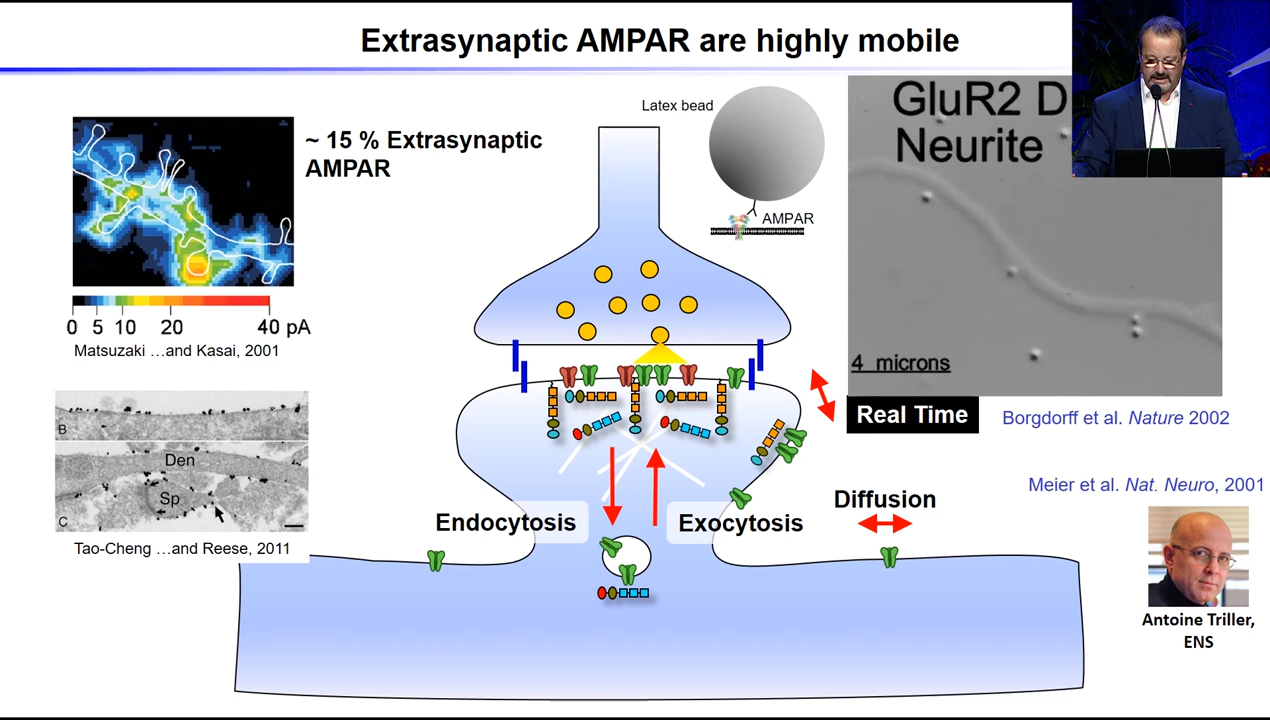 Extrasynaptic AMPAR are highly mobile
~ 15 % Extrasynaptic
AMPAR
0 5 10 20 40 pA
Matsuzaki …and Kasai, 2001
B
Den
Sp
C
Tao-Cheng …and Reese, 2011
Latex bead
AMPAR
Endocytosis
Exocytosis
GluR2 D
Neurite
4 microns
Real Time
Borgdorff et al. Nature 2002
Diffusion
Meier et al. Nat. Neuro, 2001
Antoine Triller,
ENS